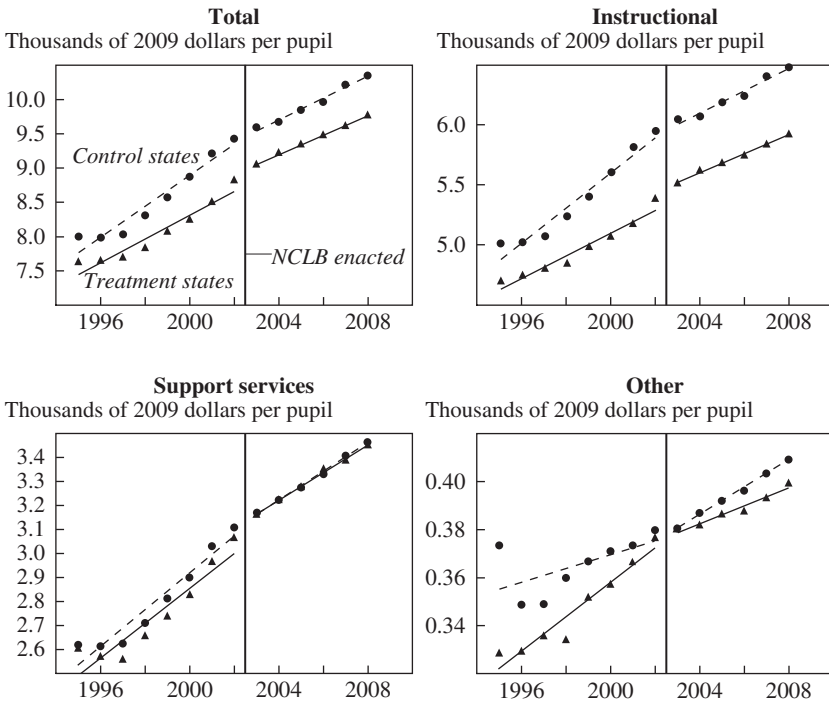 Total
Thousands of 2009 dollars per pupil
10.0
9.5
9.0
8.5
8.0
7.5
Control states
Treatment states
NCLB enacted
1996 2000 2004 2008
Instructional
Thousands of 2009 dollars per pupil
6.0
5.5
5.0
1996 2000 2004 2008
Support services
Thousands of 2009 dollars per pupil
3.4
3.3
3.2
3.1
3.0
2.9
2.8
2.7
2.6
1996 2000 2004 2008
Other
Thousands of 2009 dollars per pupil
0.40
0.38
0.36
0.34
1996 2000 2004 2008